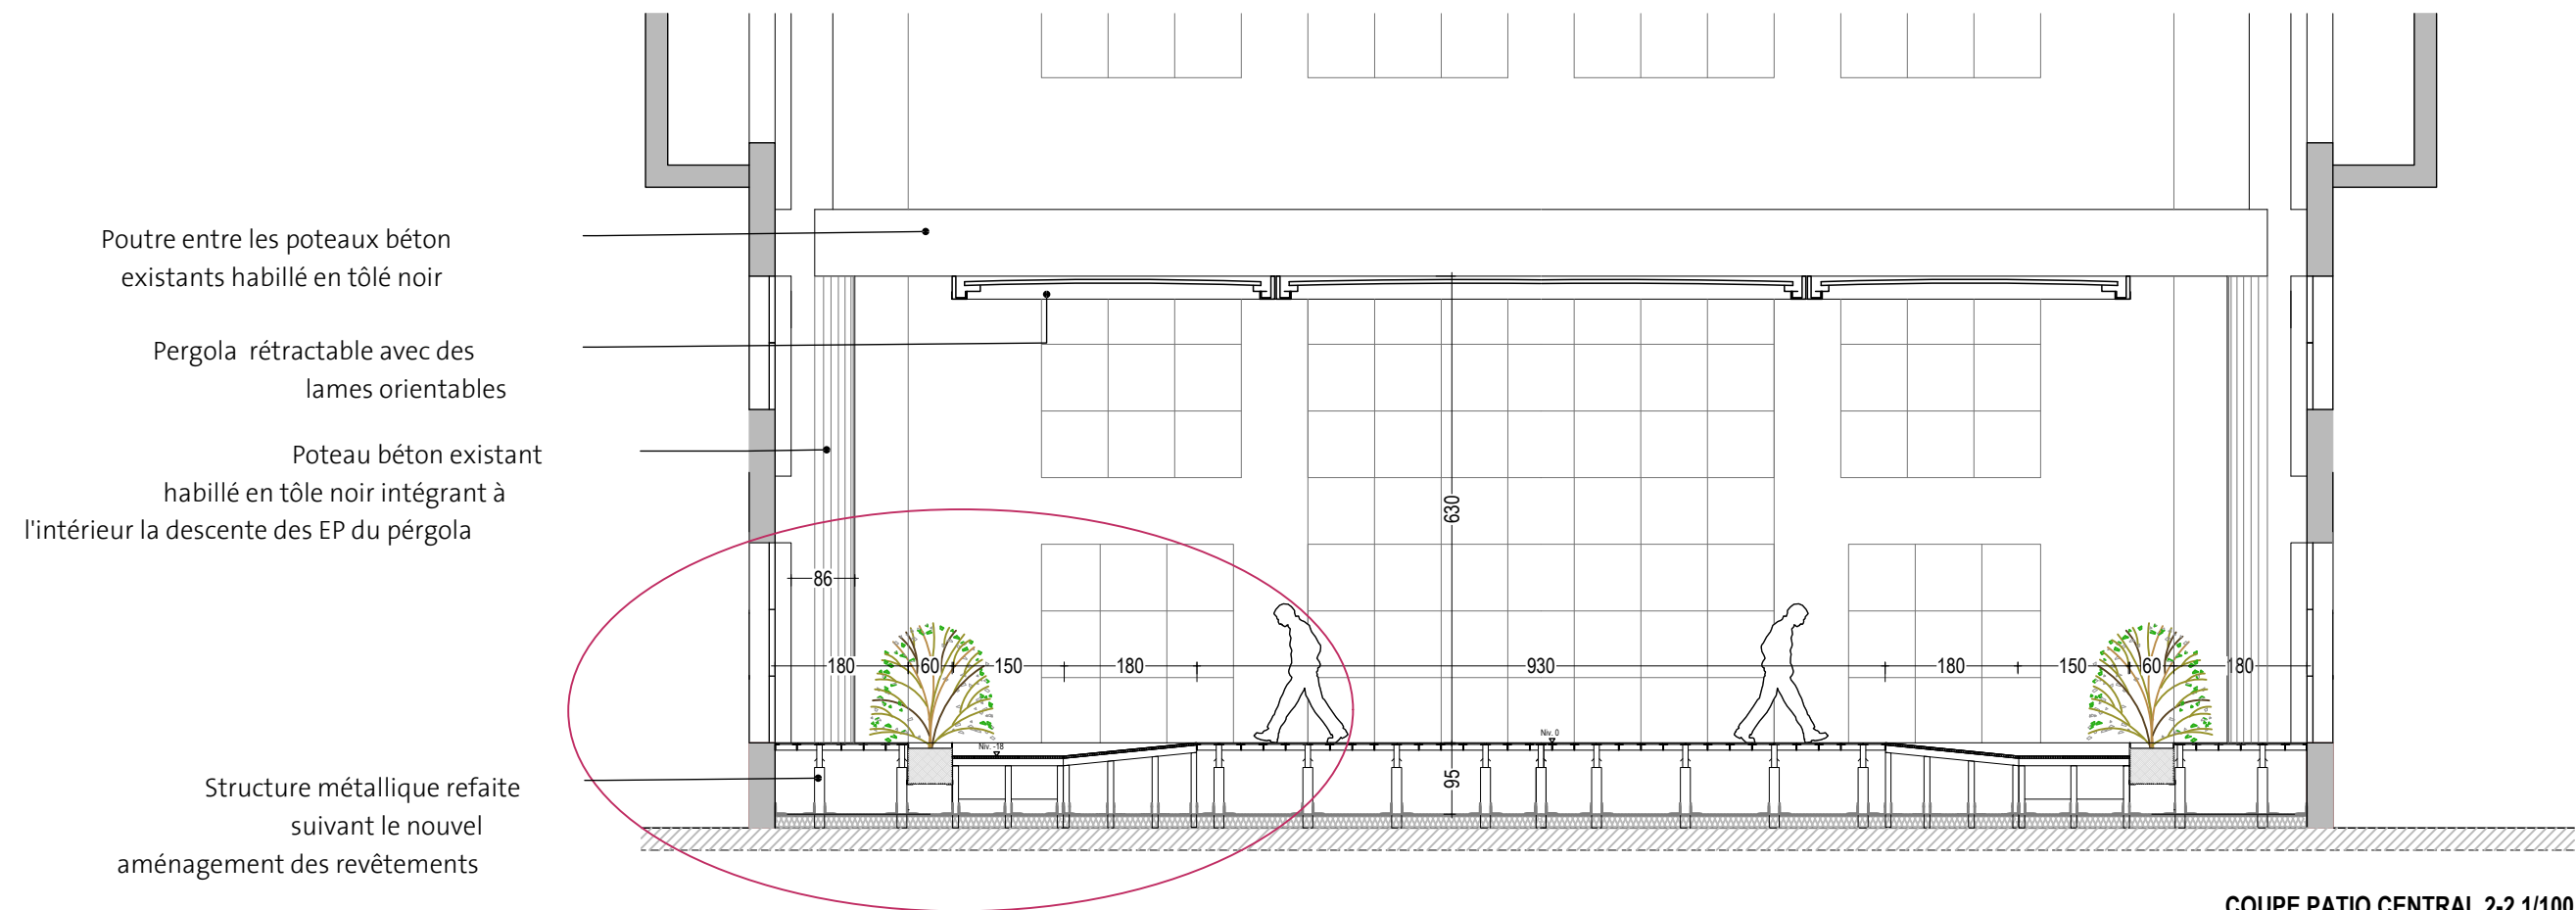 Poutre entre les poteaux béton
existants habillé en tôlé noir
Pergola rétractable avec des
lames orientables
Poteau béton existant
habillé en tôle noir intégrant à
l'intérieur la descente des EP du pérgola
630
86
180 60 150 180 930 180 150 60 180
Niv. -18
Niv. 0
95
Structure métallique refaite
suivant le nouvel
aménagement des revêtements
COUPE PATIO CENTRAL 2-2 1/100